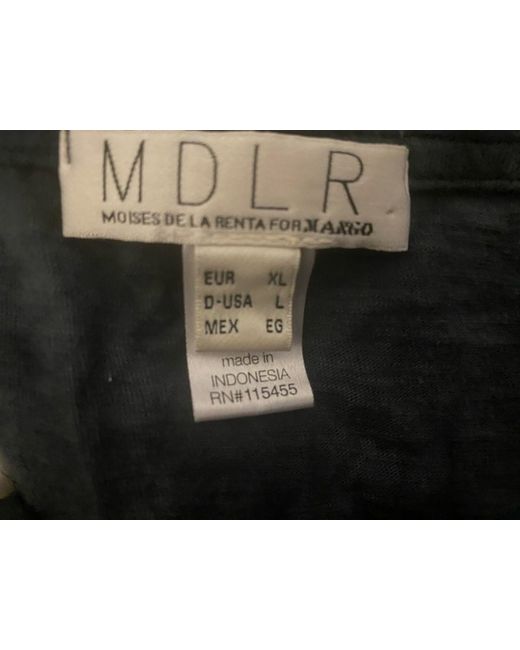 MDLR
MOISES DE LA RENTA FOR MANGO
EUR XL
D-USA L
MEX EG
made in
INDONESIA
RN#115455